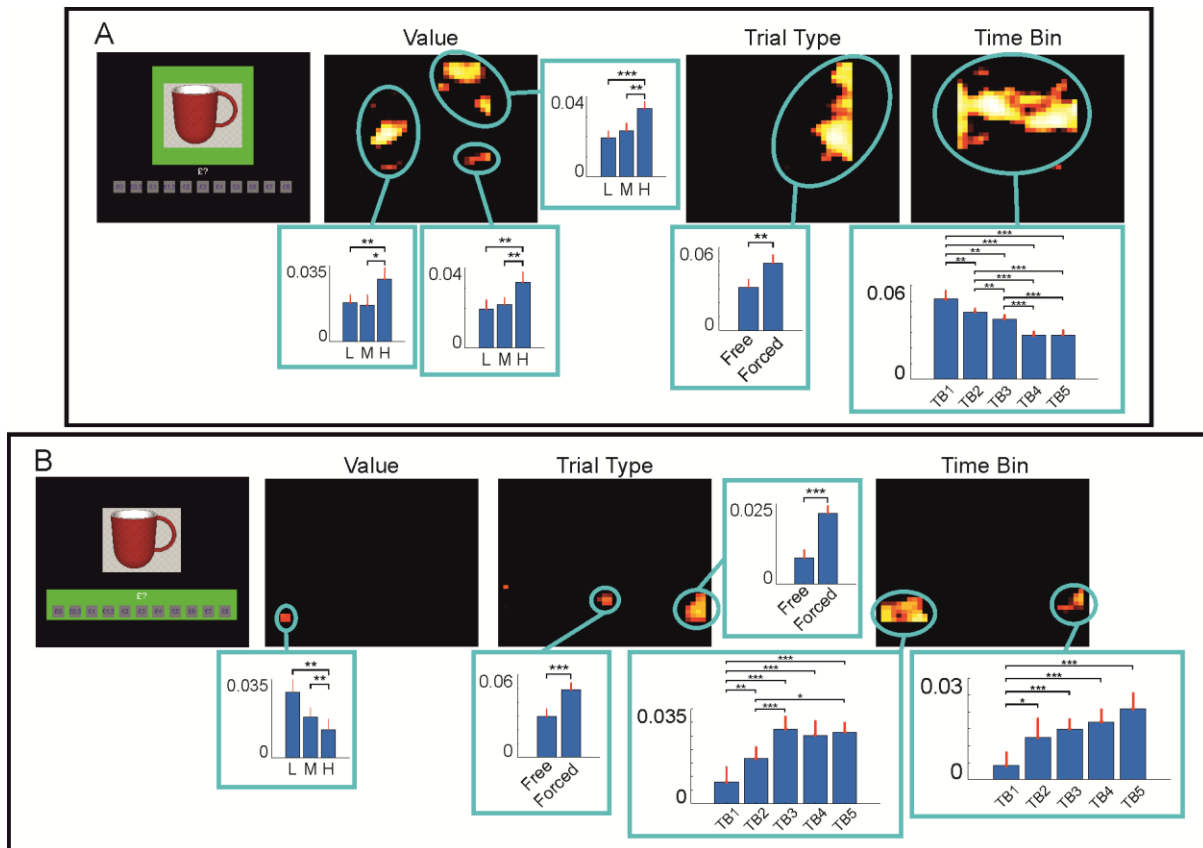 A
Value
Trial Type
Time Bin
£?
***
**
0.04
0
L M H
**
*
0.035
0
L M H
**
**
0.04
0
L M H
**
0.06
0
Free
Forced
***
***
**
**
***
***
**
***
***
0.06
0
TB1
TB2
TB3
TB4
TB5
B
Value
Trial Type
Time Bin
£?
**
**
0.035
0
L M H
***
0.06
0
Free
Forced
***
0.025
0
Free
Forced
***
***
***
**
*
***
0.035
0
TB1
TB2
TB3
TB4
TB5
***
***
***
*
0.03
0
TB1
TB2
TB3
TB4
TB5